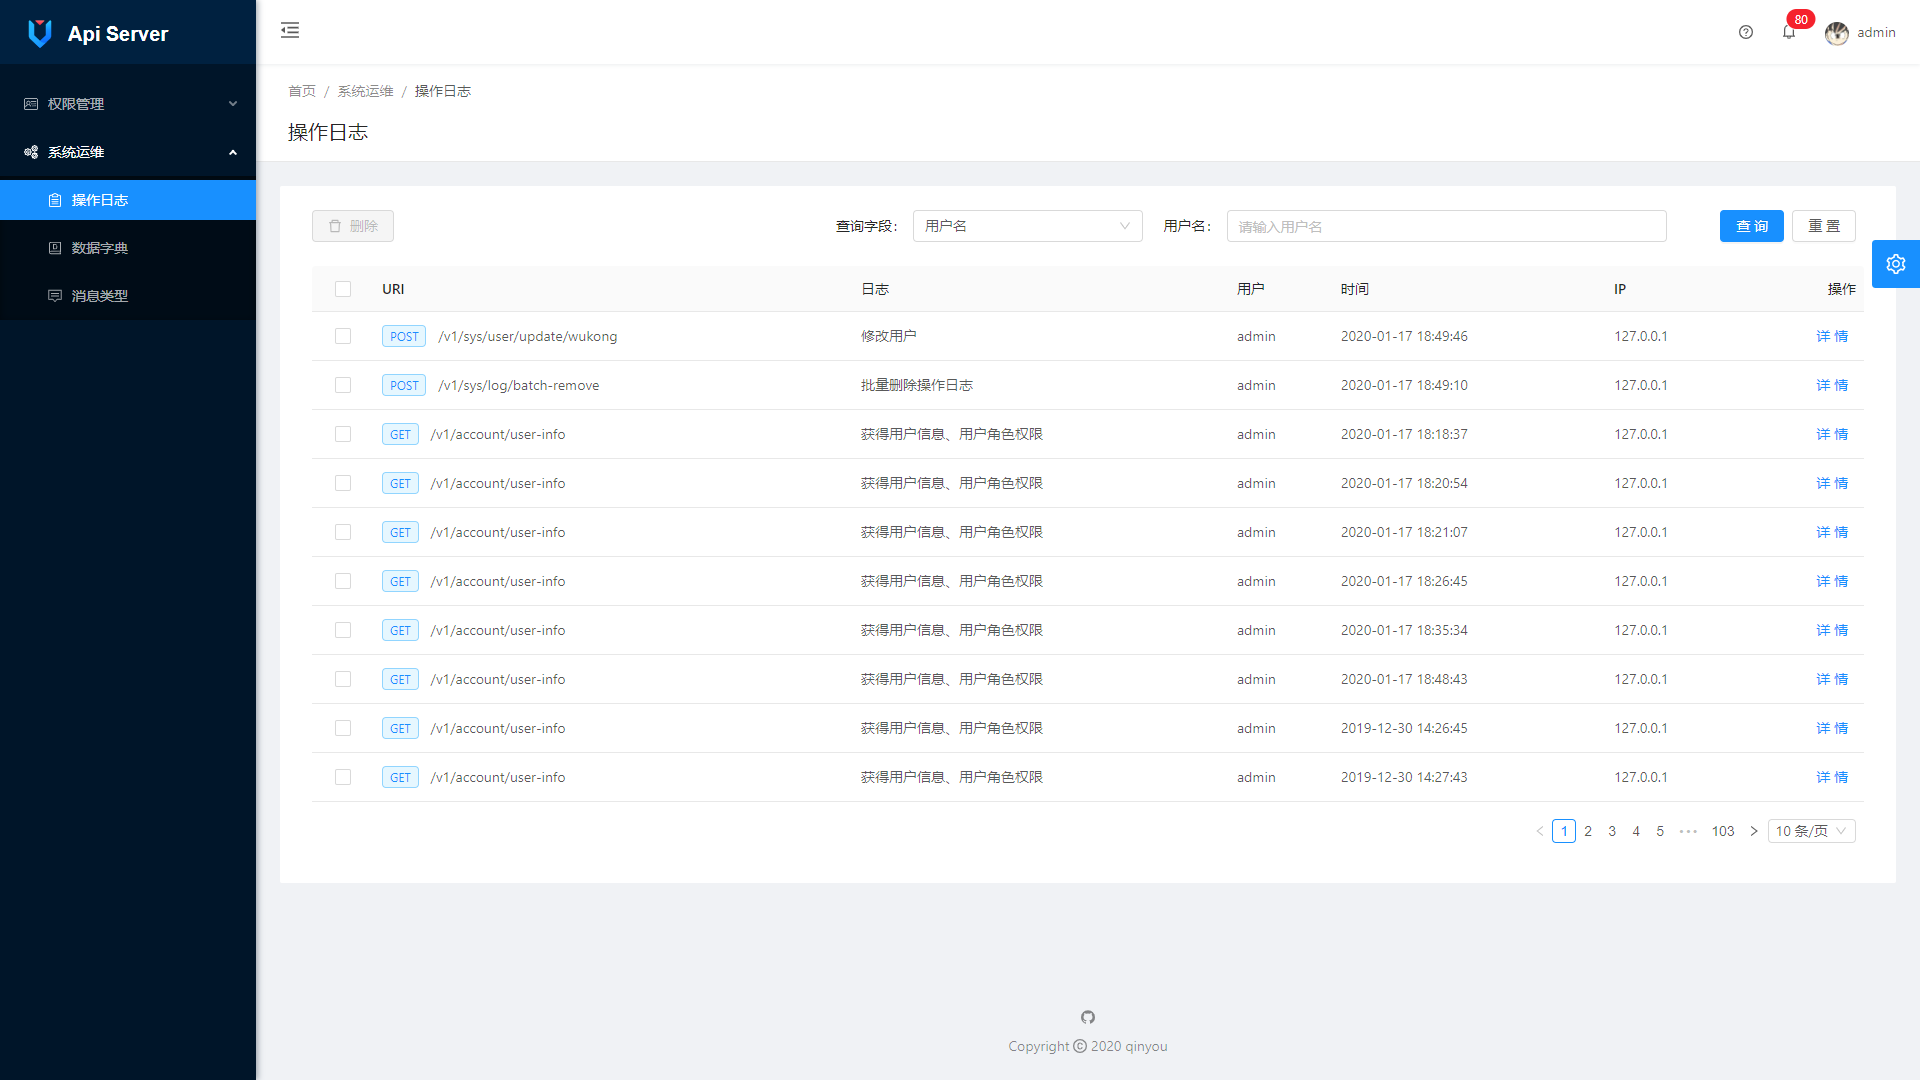 Api Server
80
admin
权限管理
系统运维
操作日志
数据字典
消息类型
首页 / 系统运维 / 操作日志
操作日志
删除
查询字段: 用户名
用户名: 请输入用户名
查 询
重 置
URI 日志 用户 时间 IP 操作
POST /v1/sys/user/update/wukong 修改用户 admin 2020-01-17 18:49:46 127.0.0.1 详 情
POST /v1/sys/log/batch-remove 批量删除操作日志 admin 2020-01-17 18:49:10 127.0.0.1 详 情
GET /v1/account/user-info 获得用户信息、用户角色权限 admin 2020-01-17 18:18:37 127.0.0.1 详 情
GET /v1/account/user-info 获得用户信息、用户角色权限 admin 2020-01-17 18:20:54 127.0.0.1 详 情
GET /v1/account/user-info 获得用户信息、用户角色权限 admin 2020-01-17 18:21:07 127.0.0.1 详 情
GET /v1/account/user-info 获得用户信息、用户角色权限 admin 2020-01-17 18:26:45 127.0.0.1 详 情
GET /v1/account/user-info 获得用户信息、用户角色权限 admin 2020-01-17 18:35:34 127.0.0.1 详 情
GET /v1/account/user-info 获得用户信息、用户角色权限 admin 2020-01-17 18:48:43 127.0.0.1 详 情
GET /v1/account/user-info 获得用户信息、用户角色权限 admin 2019-12-30 14:26:45 127.0.0.1 详 情
GET /v1/account/user-info 获得用户信息、用户角色权限 admin 2019-12-30 14:27:43 127.0.0.1 详 情
1 2 3 4 5 ••• 103 10 条/页
Copyright © 2020 qinyou